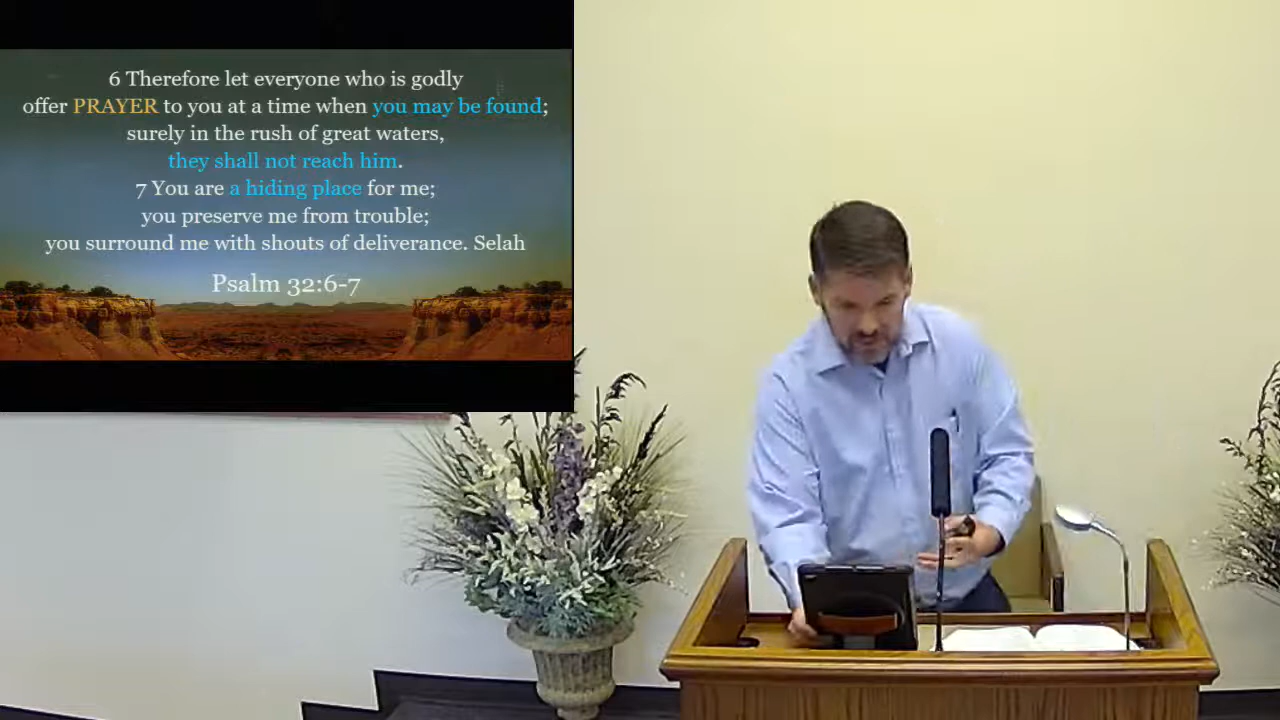 6 Therefore let everyone who is godly
offer PRAYER to you at a time when you may be found;
surely in the rush of great waters,
they shall not reach him.
7 You are a hiding place for me;
you preserve me from trouble;
you surround me with shouts of deliverance. Selah
Psalm 32:6-7